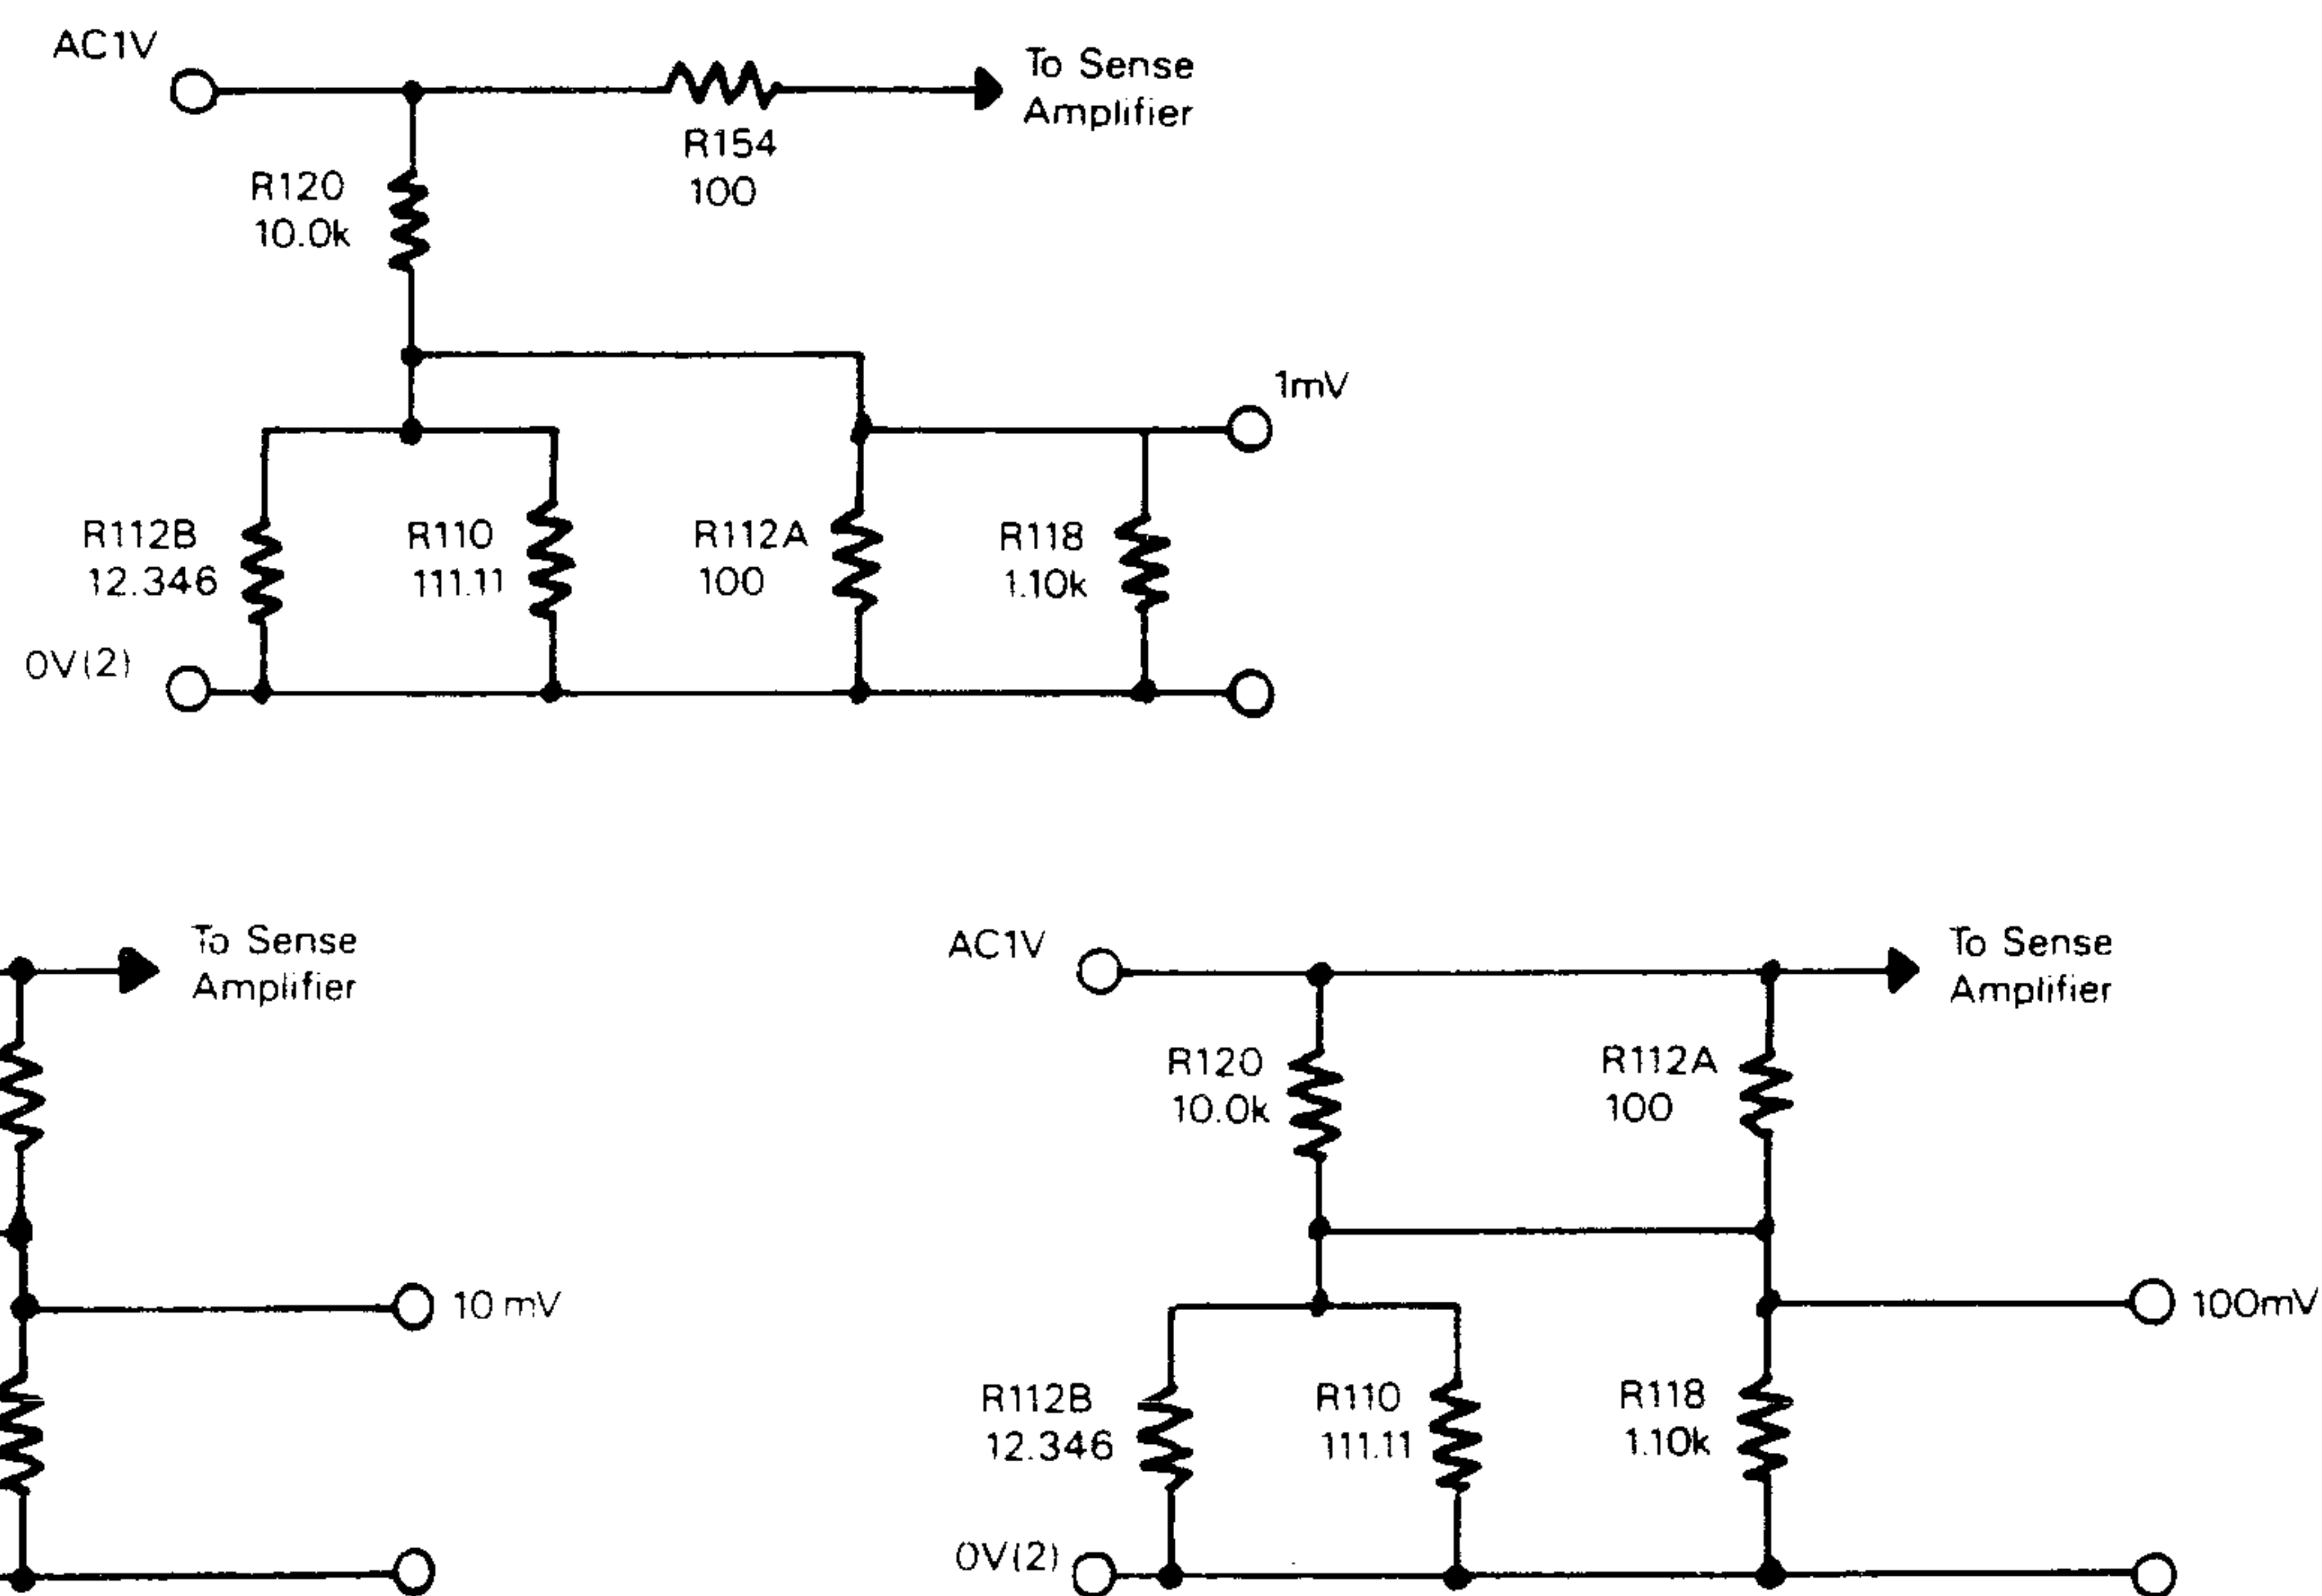 AC1V
To Sense
Amplifier
R154
100
R120
10.0k
1mV
R112B
12.346
R110
111.11
R112A
100
R118
1.10k
0V(2)
To Sense
Amplifier
10 mV
AC1V
To Sense
Amplifier
R120
10.0k
R112A
100
100mV
R112B
12.346
R110
111.11
R118
1.10k
0V(2)